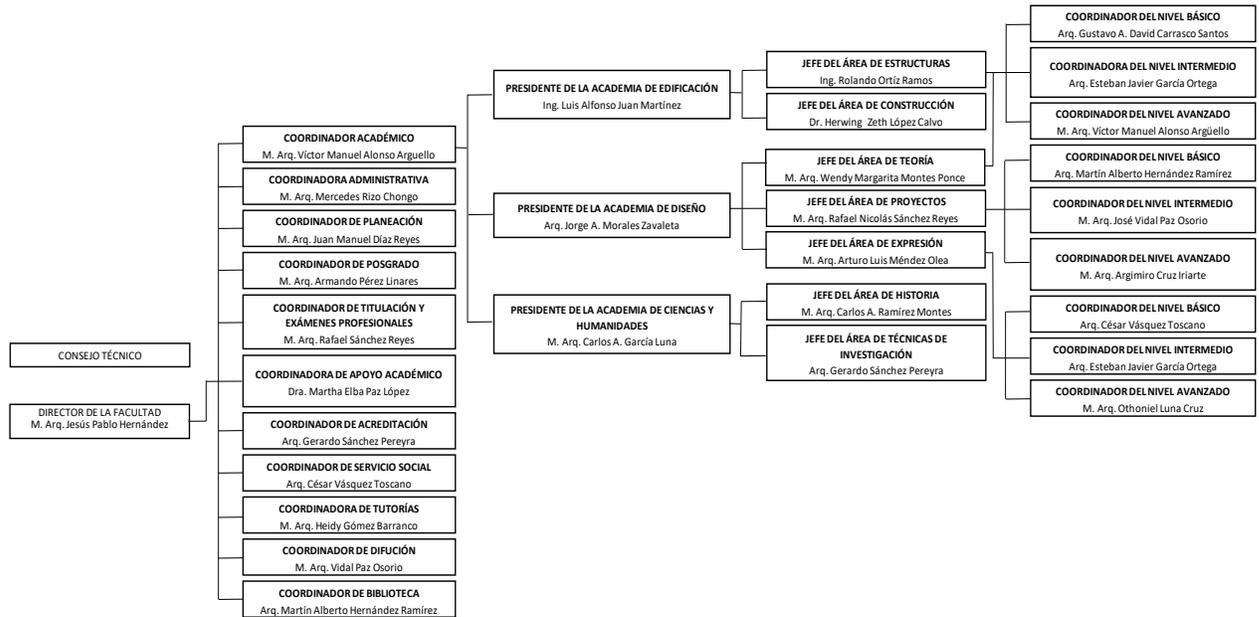 CONSEJO TÉCNICO
DIRECTOR DE LA FACULTAD
M. Arq. Jesús Pablo Hernández
COORDINADOR ACADÉMICO
M. Arq. Víctor Manuel Alonso Arguello
COORDINADORA ADMINISTRATIVA
M. Arq. Mercedes Rizo Chongo
COORDINADOR DE PLANEACIÓN
M. Arq. Juan Manuel Díaz Reyes
COORDINADOR DE POSGRADO
M. Arq. Armando Pérez Linares
COORDINADOR DE TITULACIÓN Y
EXÁMENES PROFESIONALES
M. Arq. Rafael Sánchez Reyes
COORDINADORA DE APOYO ACADÉMICO
Dra. Martha Elba Paz López
COORDINADOR DE ACREDITACIÓN
Arq. Gerardo Sánchez Pereyra
COORDINADOR DE SERVICIO SOCIAL
Arq. César Vásquez Toscano
COORDINADORA DE TUTORÍAS
M. Arq. Heidy Gómez Barranco
COORDINADOR DE DIFUCIÓN
M. Arq. Vidal Paz Osorio
COORDINADOR DE BIBLIOTECA
Arq. Martín Alberto Hernández Ramírez
PRESIDENTE DE LA ACADEMIA DE EDIFICACIÓN
Ing. Luis Alfonso Juan Martínez
PRESIDENTE DE LA ACADEMIA DE DISEÑO
Arq. Jorge A. Morales Zavaleta
PRESIDENTE DE LA ACADEMIA DE CIENCIAS Y
HUMANIDADES
M. Arq. Carlos A. García Luna
JEFE DEL ÁREA DE ESTRUCTURAS
Ing. Rolando Ortíz Ramos
JEFE DEL ÁREA DE CONSTRUCCIÓN
Dr. Herwing Zeth López Calvo
JEFE DEL ÁREA DE TEORÍA
M. Arq. Wendy Margarita Montes Ponce
JEFE DEL ÁREA DE PROYECTOS
M. Arq. Rafael Nicolás Sánchez Reyes
JEFE DEL ÁREA DE EXPRESIÓN
M. Arq. Arturo Luis Méndez Olea
JEFE DEL ÁREA DE HISTORIA
M. Arq. Carlos A. Ramírez Montes
JEFE DEL ÁREA DE TÉCNICAS DE
INVESTIGACIÓN
Arq. Gerardo Sánchez Pereyra
COORDINADOR DEL NIVEL BÁSICO
Arq. Gustavo A. David Carrasco Santos
COORDINADORA DEL NIVEL INTERMEDIO
Arq. Esteban Javier García Ortega
COORDINADOR DEL NIVEL AVANZADO
M. Arq. Víctor Manuel Alonso Argüello
COORDINADOR DEL NIVEL BÁSICO
Arq. Martín Alberto Hernández Ramírez
COORDINADOR DEL NIVEL INTERMEDIO
M. Arq. José Vidal Paz Osorio
COORDINADOR DEL NIVEL AVANZADO
M. Arq. Argimiro Cruz Iriarte
COORDINADOR DEL NIVEL BÁSICO
Arq. César Vásquez Toscano
COORDINADOR DEL NIVEL INTERMEDIO
Arq. Esteban Javier García Ortega
COORDINADOR DEL NIVEL AVANZADO
M. Arq. Othoniel Luna Cruz